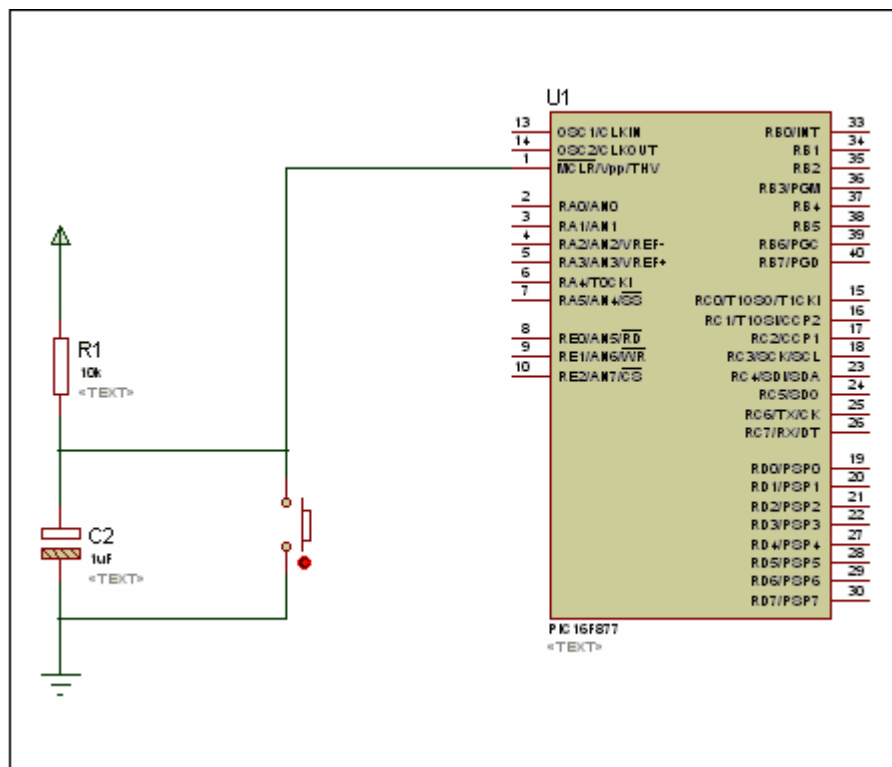 U1
13 OSC1/CLKIN
14 OSC2/CLKOUT
1 MCLR/Vpp/THV
2 RA0/AN0
3 RA1/AN1
4 RA2/AN2/VREF-
5 RA3/AN3/VREF+
6 RA4/T0CKI
7 RA5/AN4/SS
8 RE0/AN5/RD
9 RE1/AN6/WR
10 RE2/AN7/CS
RB0/INT 33
RB1 34
RB2 35
RB3/PGM 36
RB4 37
RB5 38
RB6/PGC 39
RB7/PGD 40
RC0/T1OSO/T1CKI 15
RC1/T1OSI/CCP2 16
RC2/CCP1 17
RC3/SCK/SCL 18
RC4/SDI/SDA 23
RC5/SDO 24
RC6/TX/CK 25
RC7/RX/DT 26
RD0/PSP0 19
RD1/PSP1 20
RD2/PSP2 21
RD3/PSP3 22
RD4/PSP4 27
RD5/PSP5 28
RD6/PSP6 29
RD7/PSP7 30
PIC16F877
<TEXT>
R1
10k
<TEXT>
C2
1uF
<TEXT>